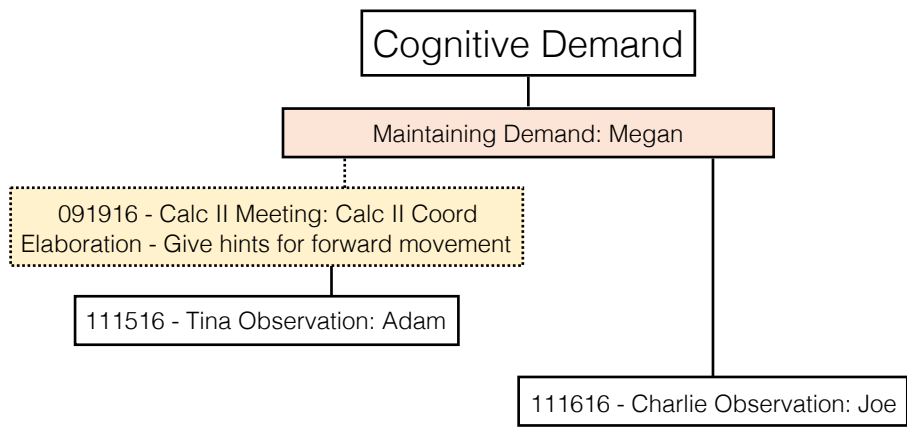 Cognitive Demand
Maintaining Demand: Megan
091916 - Calc II Meeting: Calc II Coord
Elaboration - Give hints for forward movement
111516 - Tina Observation: Adam
111616 - Charlie Observation: Joe